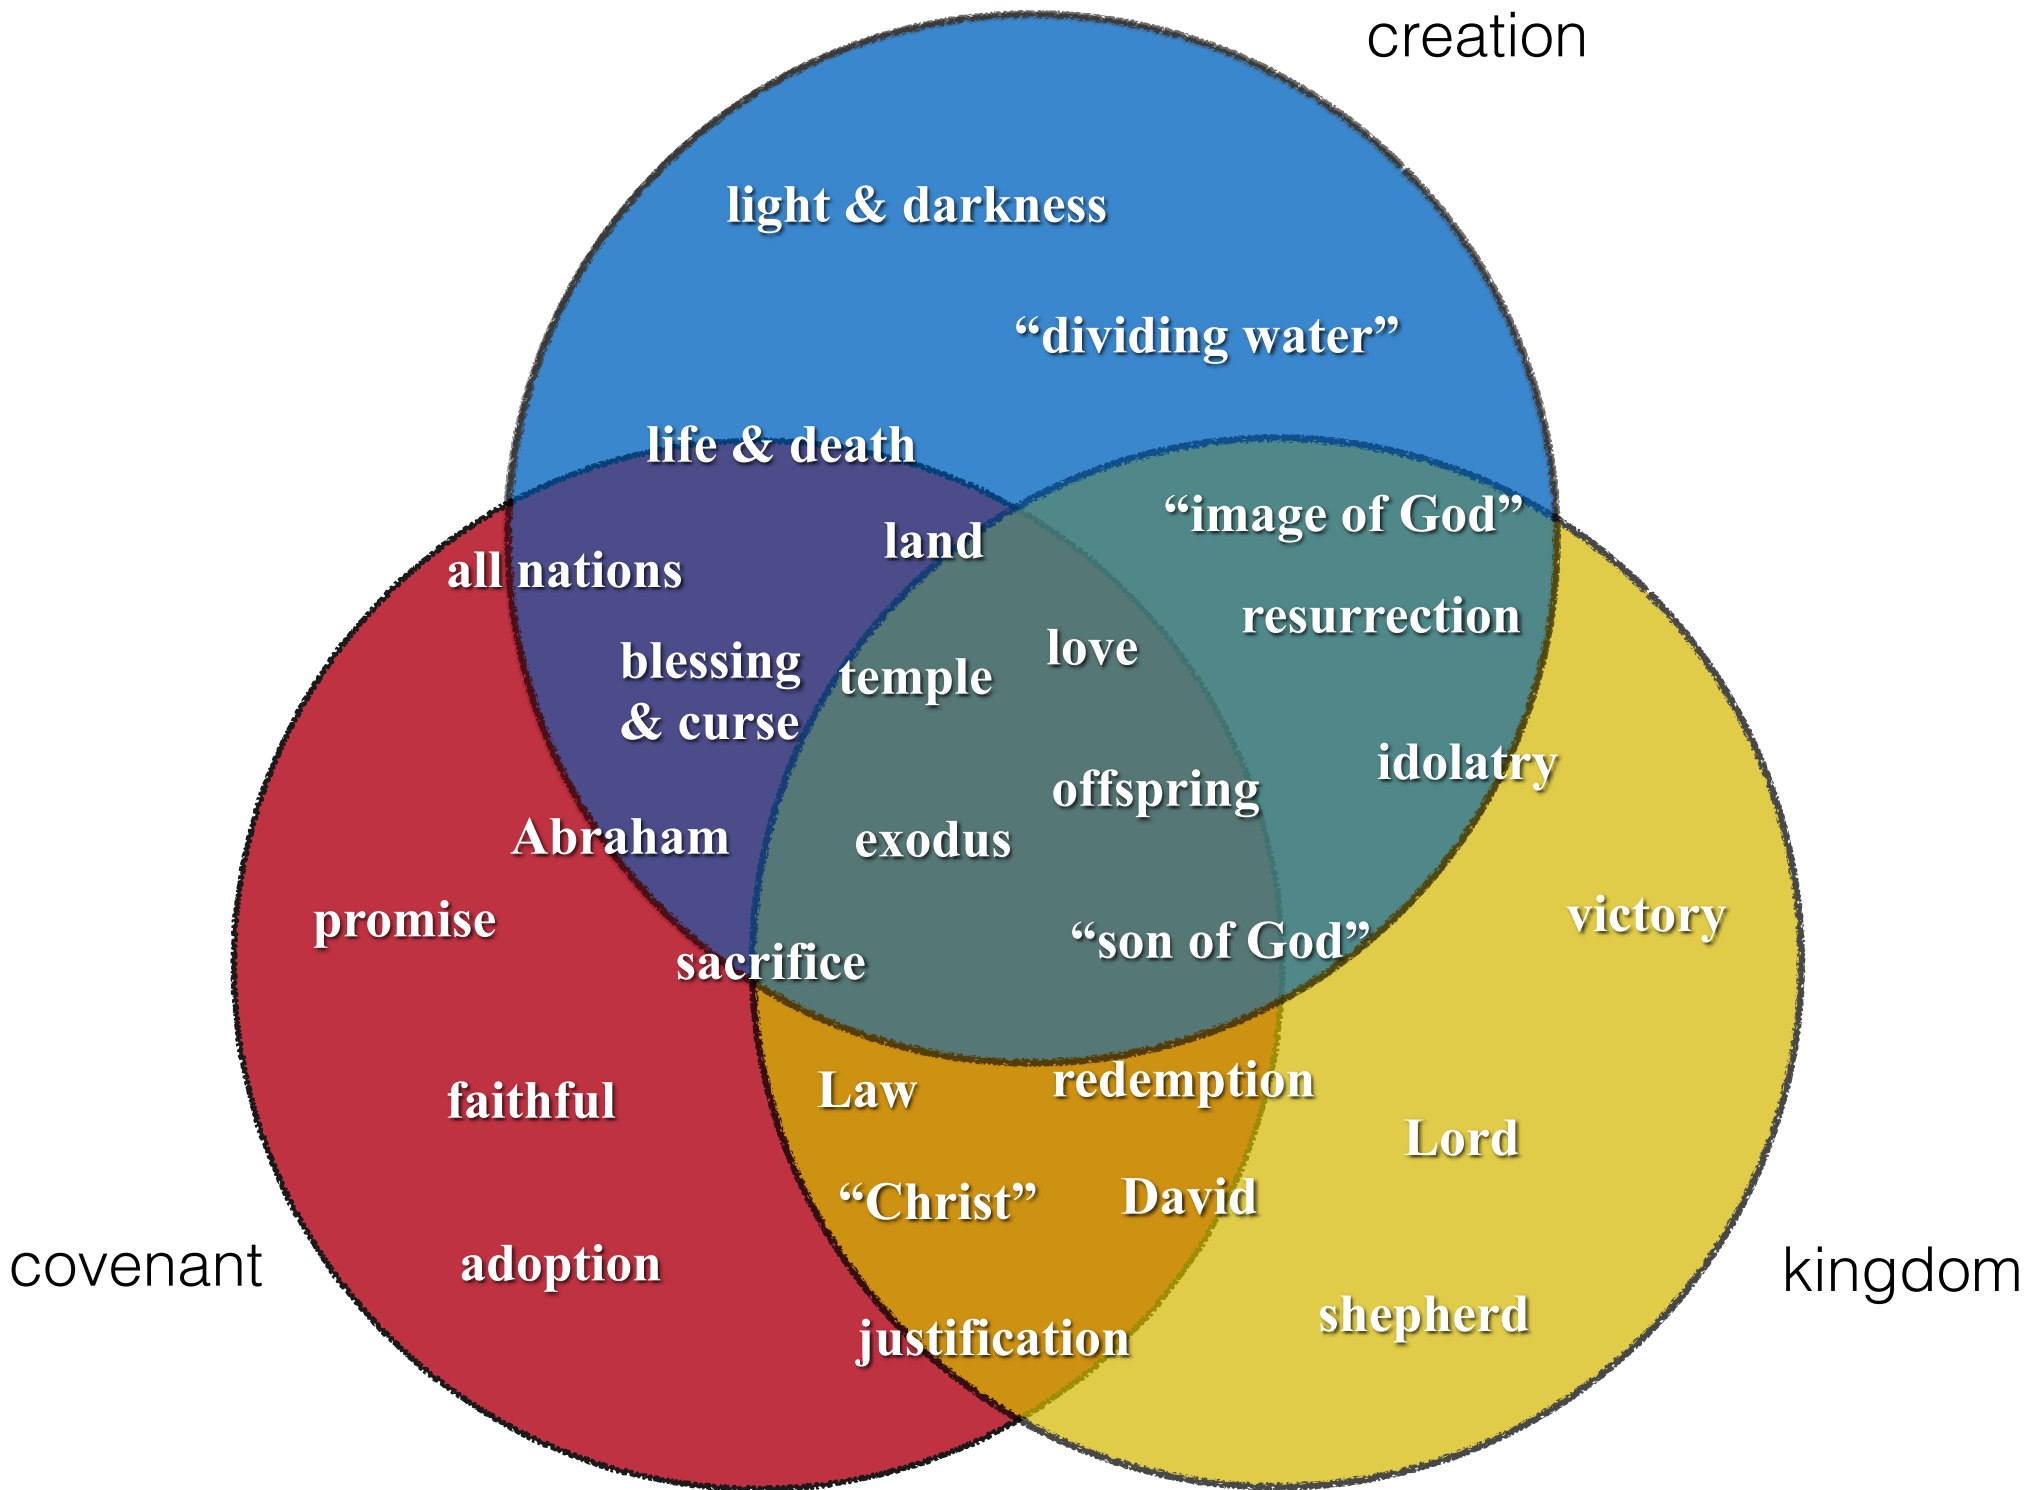 creation
light & darkness
“dividing water”
life & death
“image of God”
land
all nations
resurrection
love
blessing
& curse
temple
idolatry
offspring
Abraham
exodus
victory
promise
“son of God”
sacrifice
redemption
Law
faithful
Lord
David
“Christ”
adoption
covenant
kingdom
shepherd
justification